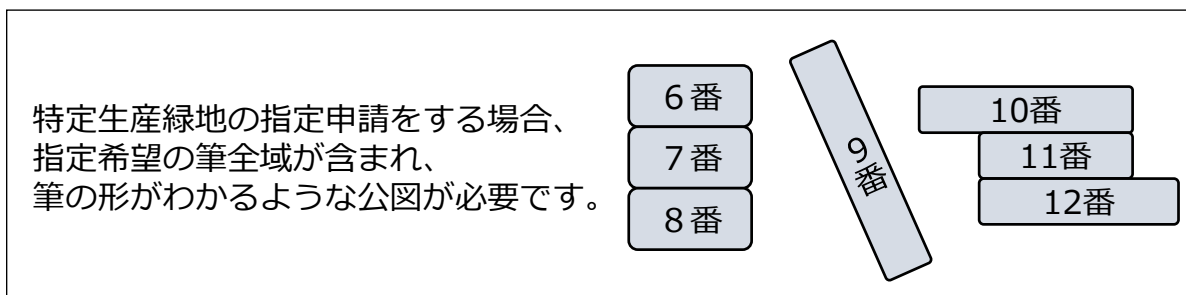 特定生産緑地の指定申請をする場合、
指定希望の筆全域が含まれ、
筆の形がわかるような公図が必要です。
６番
７番
８番
９番
10番
11番
12番